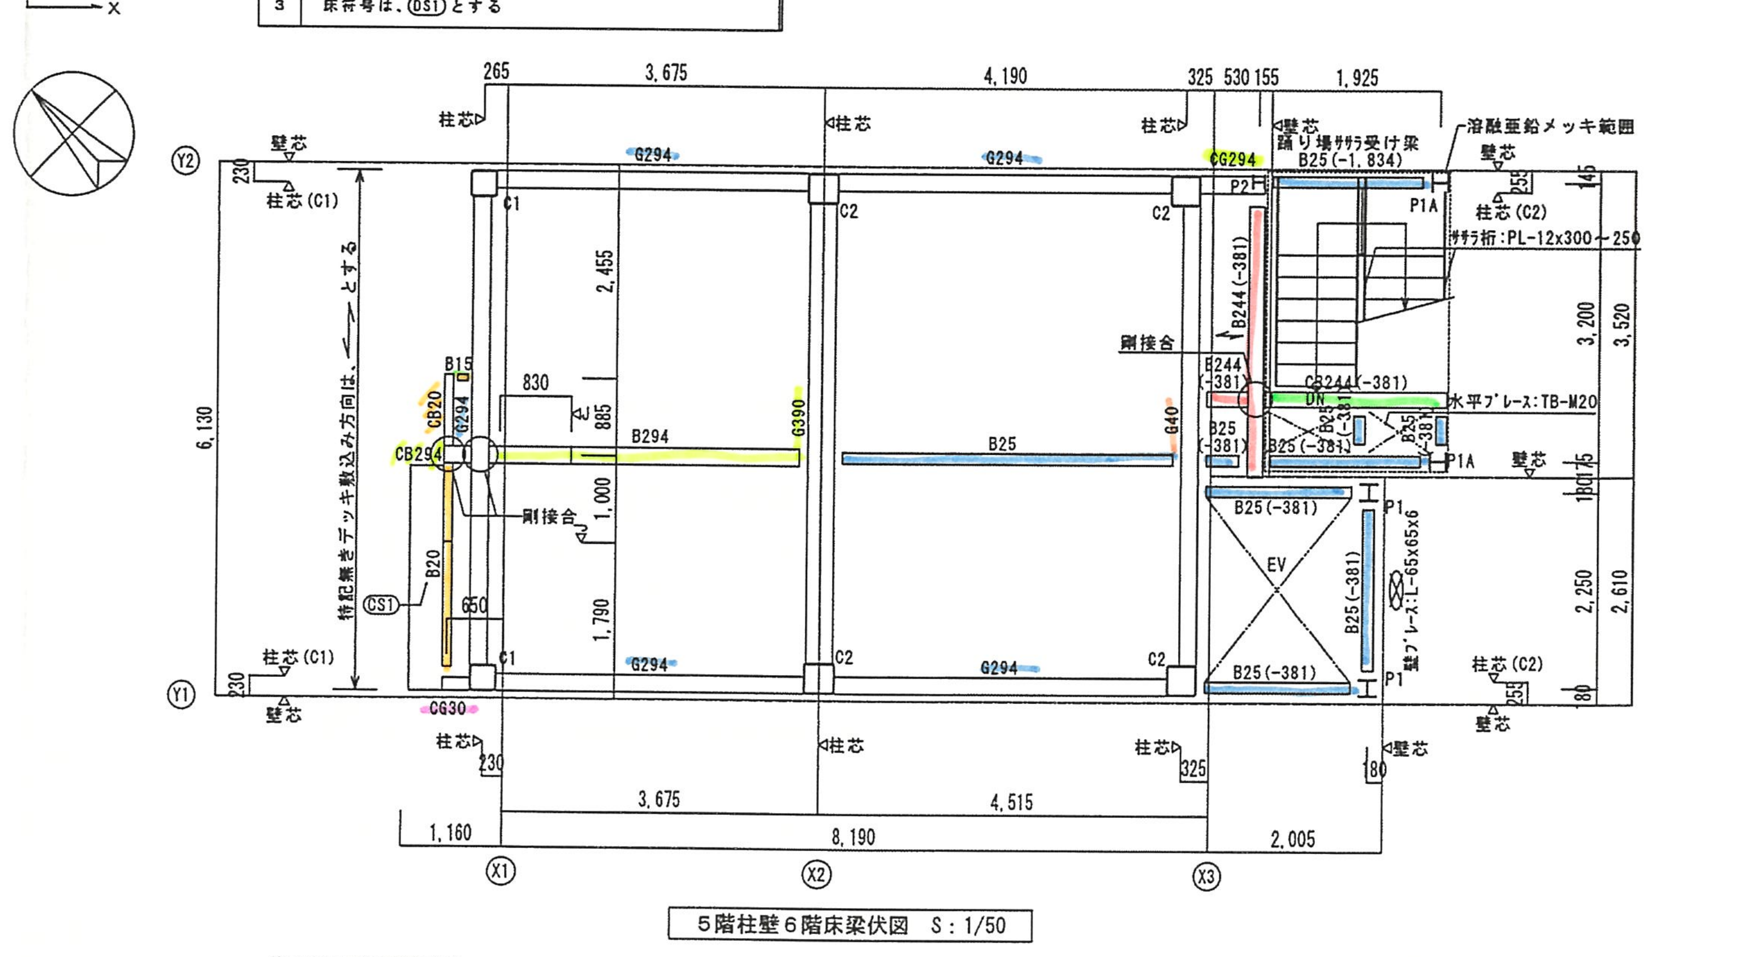 X
3 床符号は、DS1とする
265 3,675 4,190 325 530 155 1,925
柱芯 柱芯 柱芯 壁芯
溶融亜鉛メッキ範囲
踊り場ササラ受け梁
B25(-1,834)
壁芯
Y2
230
壁芯
柱芯(C1)
G294 G294 CG294
P2
P1A
255
145
柱芯(C2)
C1 C2 C2
ササラ桁:PL-12x300~250
特記無きデッキ敷込み方向は、 とする
2,455
B244(-381)
3,200 3,520
剛接合
B15
830
CB20
G294
885
G390
G40
B244
(-381)
CB244(-381)
DN
水平ブレース:TB-M20
B25
(-381)
B25
(-381)
6,130
CB294
B294
B25
B25
(-381)
B25(-381)
P1A
壁芯
175
180
剛接合
1,000
B25(-381)
P1
EV
B20
CS1
650
1,790
B25(-381)
壁ブレース:L-65x65x6
2,250 2,610
柱芯(C1)
C1 C2 C2
G294 G294
B25(-381)
P1
柱芯(C2)
Y1
230
壁芯
CG30
255
180
壁芯
柱芯 柱芯 柱芯 壁芯
230 325 180
3,675 4,515
1,160 8,190 2,005
X1 X2 X3
5階柱壁6階床梁伏図 S:1/50